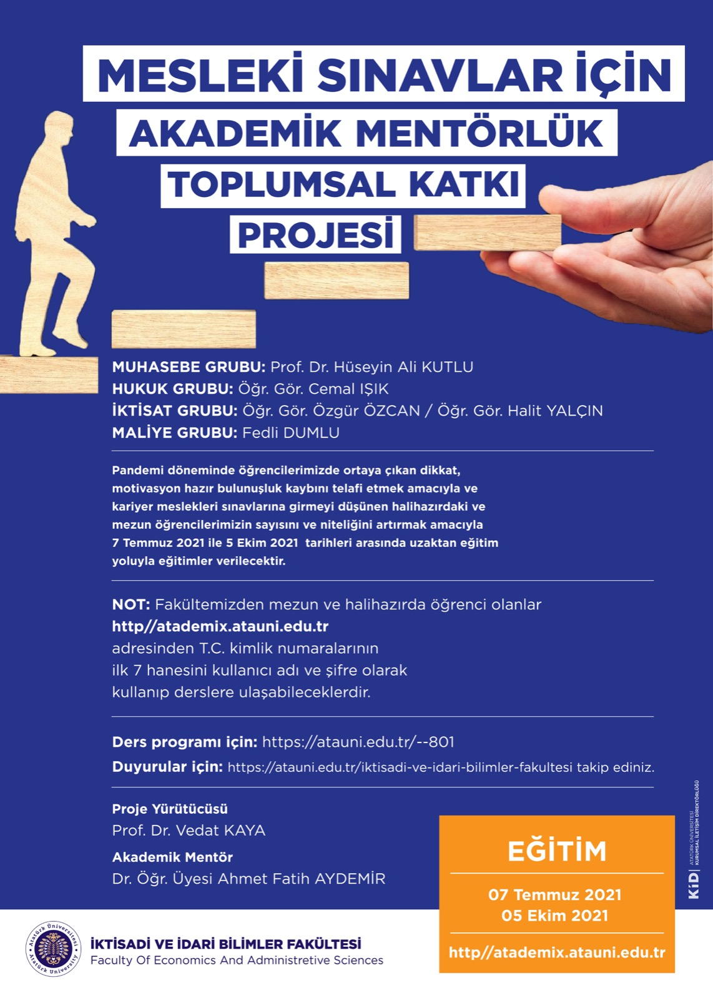 MESLEKİ SINAVLAR İÇİN
AKADEMİK MENTÖRLÜK
TOPLUMSAL KATKI
PROJESİ
MUHASEBE GRUBU: Prof. Dr. Hüseyin Ali KUTLU
HUKUK GRUBU: Öğr. Gör. Cemal IŞIK
İKTİSAT GRUBU: Öğr. Gör. Özgür ÖZCAN / Öğr. Gör. Halit YALÇIN
MALİYE GRUBU: Fedli DUMLU
Pandemi döneminde öğrencilerimizde ortaya çıkan dikkat,
motivasyon hazır bulunuşluk kaybını telafi etmek amacıyla ve
kariyer meslekleri sınavlarına girmeyi düşünen halihazırdaki ve
mezun öğrencilerimizin sayısını ve niteliğini artırmak amacıyla
7 Temmuz 2021 ile 5 Ekim 2021 tarihleri arasında uzaktan eğitim
yoluyla eğitimler verilecektir.
NOT: Fakültemizden mezun ve halihazırda öğrenci olanlar
http//atademix.atauni.edu.tr
adresinden T.C. kimlik numaralarının
ilk 7 hanesini kullanıcı adı ve şifre olarak
kullanıp derslere ulaşabileceklerdir.
Ders programı için: https://atauni.edu.tr/--801
Duyurular için: https://atauni.edu.tr/iktisadi-ve-idari-bilimler-fakultesi takip ediniz.
Proje Yürütücüsü
Prof. Dr. Vedat KAYA
Akademik Mentör
Dr. Öğr. Üyesi Ahmet Fatih AYDEMİR
EĞİTİM
07 Temmuz 2021
05 Ekim 2021
http//atademix.atauni.edu.tr
KİD
ATATÜRK ÜNİVERSİTESİ
KURUMSAL İLETİŞİM DİREKTÖRLÜĞÜ
Atatürk Üniversitesi
Atatürk University
İKTİSADİ VE İDARİ BİLİMLER FAKÜLTESİ
Faculty Of Economics And Administretive Sciences